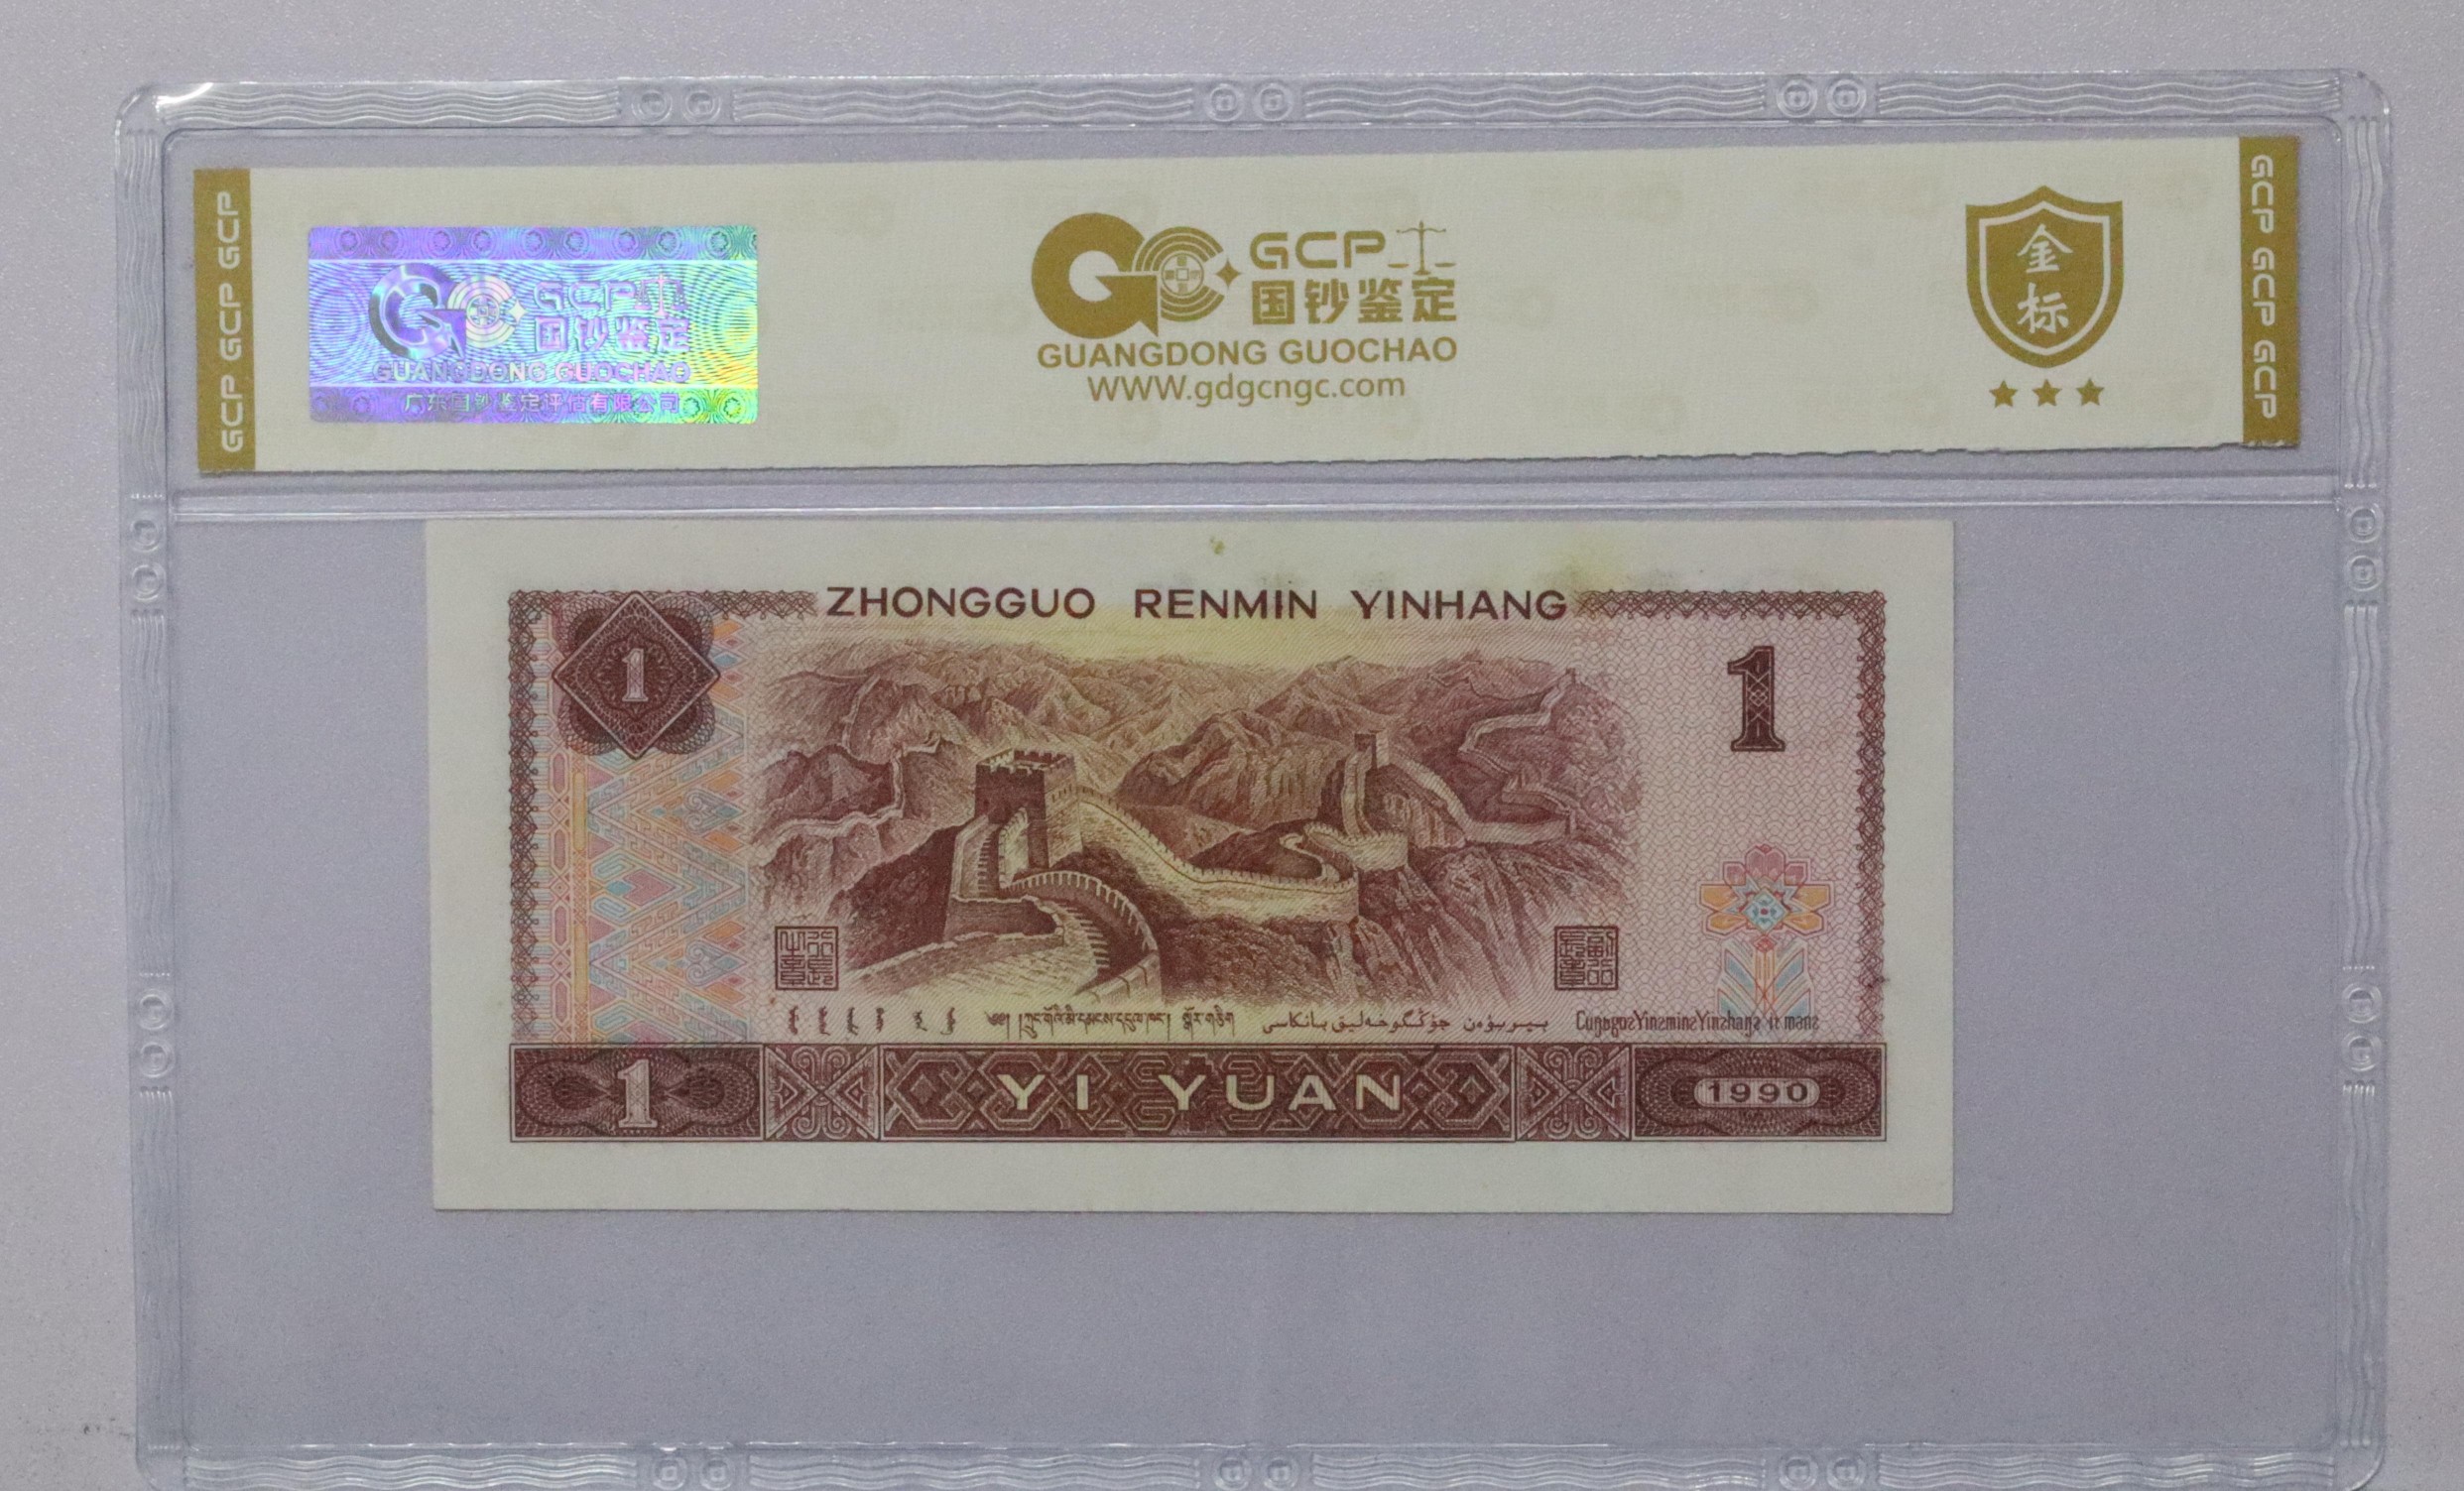 GCP GCP GCP
GCP
国钞鉴定
GUANGDONG GUOCHAO
广东国钞鉴定评估有限公司
GCP
国钞鉴定
GUANGDONG GUOCHAO
WWW.gdgcngc.com
金标
GCP GCP GCP
ZHONGGUO RENMIN YINHANG
1
1
YI YUAN
1
1990